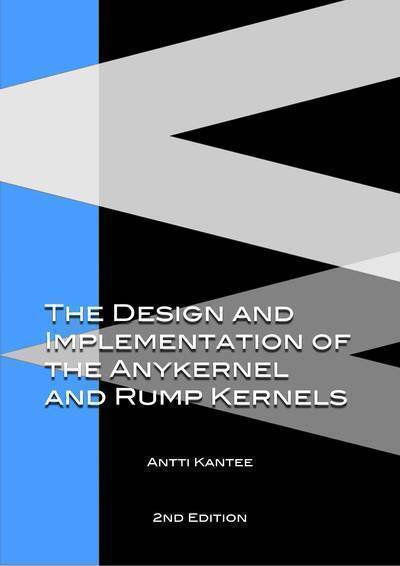 The Design and
Implementation of
the Anykernel
and Rump Kernels
Antti Kantee
2nd Edition